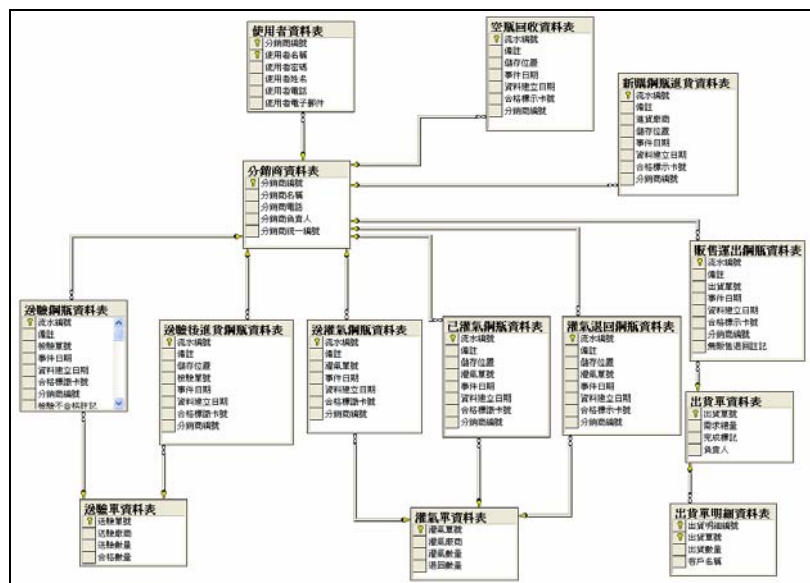 使用者資料表
分銷商編號
使用者名稱
使用者密碼
使用者姓名
使用者電話
使用者電子郵件
空瓶回收資料表
流水編號
備註
儲存位置
事件日期
資料建立日期
合格標示卡號
分銷商編號
新購鋼瓶進貨資料表
流水編號
備註
進貨廠商
儲存位置
事件日期
資料建立日期
合格標示卡號
分銷商編號
分銷商資料表
分銷商編號
分銷商名稱
分銷商電話
分銷商負責人
分銷商統一編號
販售運出鋼瓶資料表
流水編號
備註
出貨單號
事件日期
資料建立日期
合格標示卡號
分銷商編號
無販售退回註記
送驗鋼瓶資料表
流水編號
備註
檢驗單號
事件日期
資料建立日期
合格標識卡號
分銷商編號
檢驗不合格註記
送驗後進貨鋼瓶資料表
流水編號
備註
儲存位置
檢驗單號
事件日期
資料建立日期
合格標識卡號
分銷商編號
送灌氣鋼瓶資料表
流水編號
備註
灌氣單號
事件日期
資料建立日期
合格標識卡號
分銷商編號
已灌氣鋼瓶資料表
流水編號
備註
儲存位置
灌氣單號
事件日期
資料建立日期
合格標識卡號
分銷商編號
灌氣退回鋼瓶資料表
流水編號
備註
儲存位置
灌氣單號
事件日期
資料建立日期
合格標識卡號
分銷商編號
出貨單資料表
出貨單號
需求總量
完成標記
負責人
送驗單資料表
送驗單號
送驗廠商
送驗數量
合格數量
灌氣單資料表
灌氣單號
灌氣廠商
灌氣數量
退回數量
出貨單明細資料表
出貨明細編號
出貨單號
出貨數量
客戶名稱